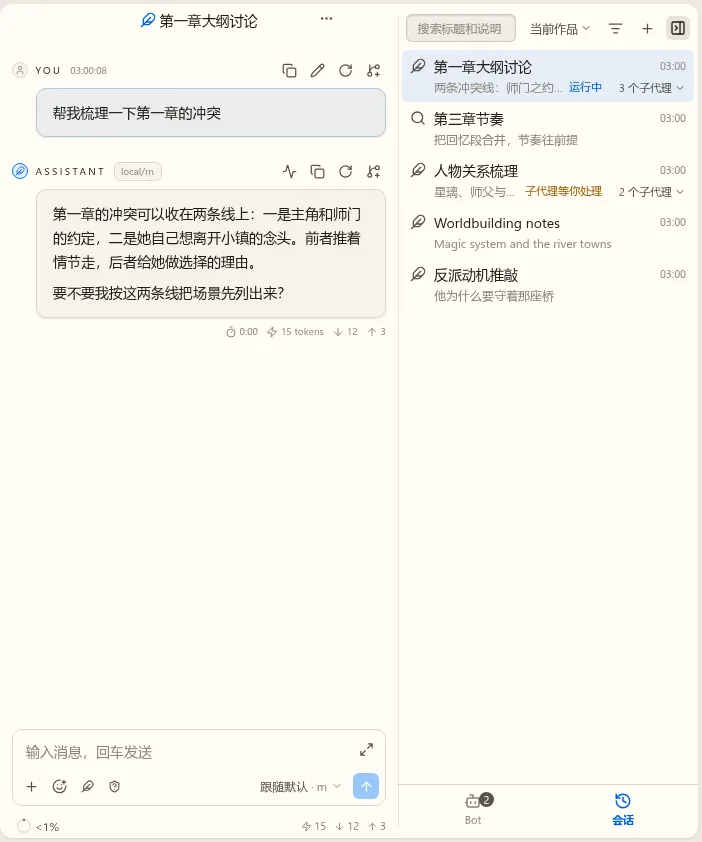 第一章大纲讨论
YOU 03:00:08
帮我梳理一下第一章的冲突
ASSISTANT local/m
第一章的冲突可以收在两条线上：一是主角和师门
的约定，二是她自己想离开小镇的念头。前者推着
情节走，后者给她做选择的理由。
要不要我按这两条线把场景先列出来？
0:00 15 tokens 12 3
输入消息，回车发送
跟随默认 · m
<1% 15 12 3
搜索标题和说明 当前作品
第一章大纲讨论 03:00
两条冲突线：师门之约... 运行中 3 个子代理
第三章节奏 03:00
把回忆段合并，节奏往前提
人物关系梳理 03:00
星璃、师父与... 子代理等你处理 2 个子代理
Worldbuilding notes 03:00
Magic system and the river towns
反派动机推敲 03:00
他为什么要守着那座桥
2
Bot 会话